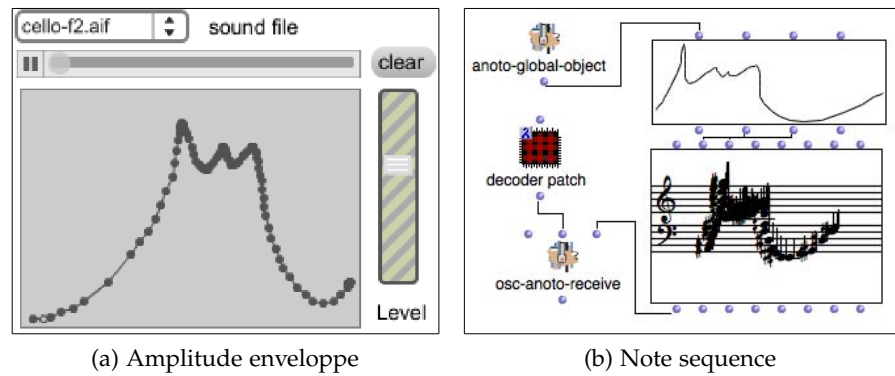 cello-f2.aif
sound file
clear
Level
(a) Amplitude enveloppe
anoto-global-object
decoder patch
osc-anoto-receive
(b) Note sequence